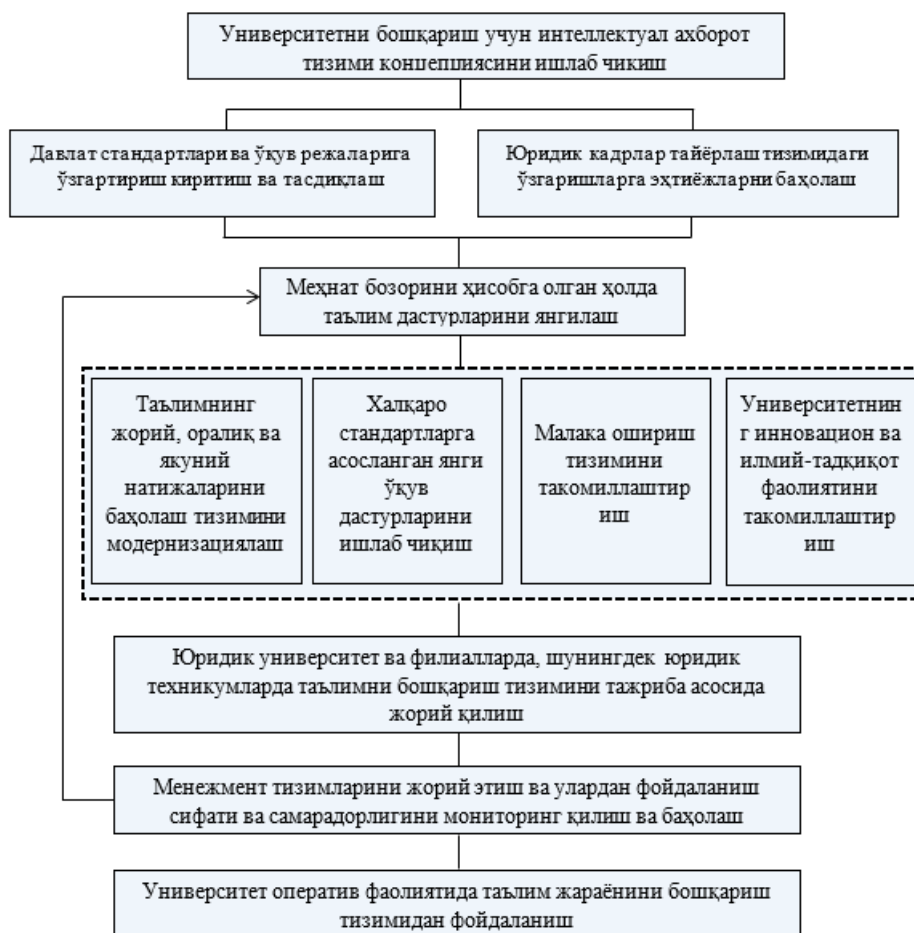 Университетни бошқариш учун интеллектуал ахборот
тизими концепциясини ишлаб чикиш
Давлат стандартлари ва ўқув режаларига
ўзгартириш киритиш ва тасдиқлаш
Юридик кадрлар тайёрлаш тизимидаги
ўзгаришларга эҳтиёжларни баҳолаш
Меҳнат бозорини ҳисобга олган ҳолда
таълим дастурларини янгилаш
Таълимнинг
жорий, оралиқ ва
якуний
натижаларини
баҳолаш тизимини
модернизациялаш
Халқаро
стандартларга
асосланган янги
ўқув
дастурларини
ишлаб чиқиш
Малака ошириш
тизимини
такомиллаштир
иш
Университетнин
г инновацион ва
илмий-тадқиқот
фаолиятини
такомиллаштир
иш
Юридик университет ва филиалларда, шунингдек юридик
техникумларда таълимни бошқариш тизимини тажриба асосида
жорий қилиш
Менежмент тизимларини жорий этиш ва улардан фойдаланиш
сифати ва самарадорлигини мониторинг қилиш ва баҳолаш
Университет оператив фаолиятида таълим жараёнини бошқариш
тизимидан фойдаланиш